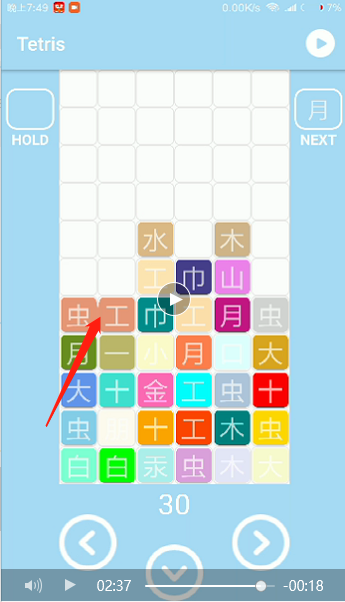 晚上7:49 0.00K/s 7%
Tetris
月
HOLD NEXT
水 木
工 巾 山
虫 工 巾 工 月 虫
月 一 小 月 口 大
大 十 金 工 虫 十
虫 十 工 木 虫
白 白 汞 虫 木 大
30
02:37 -00:18